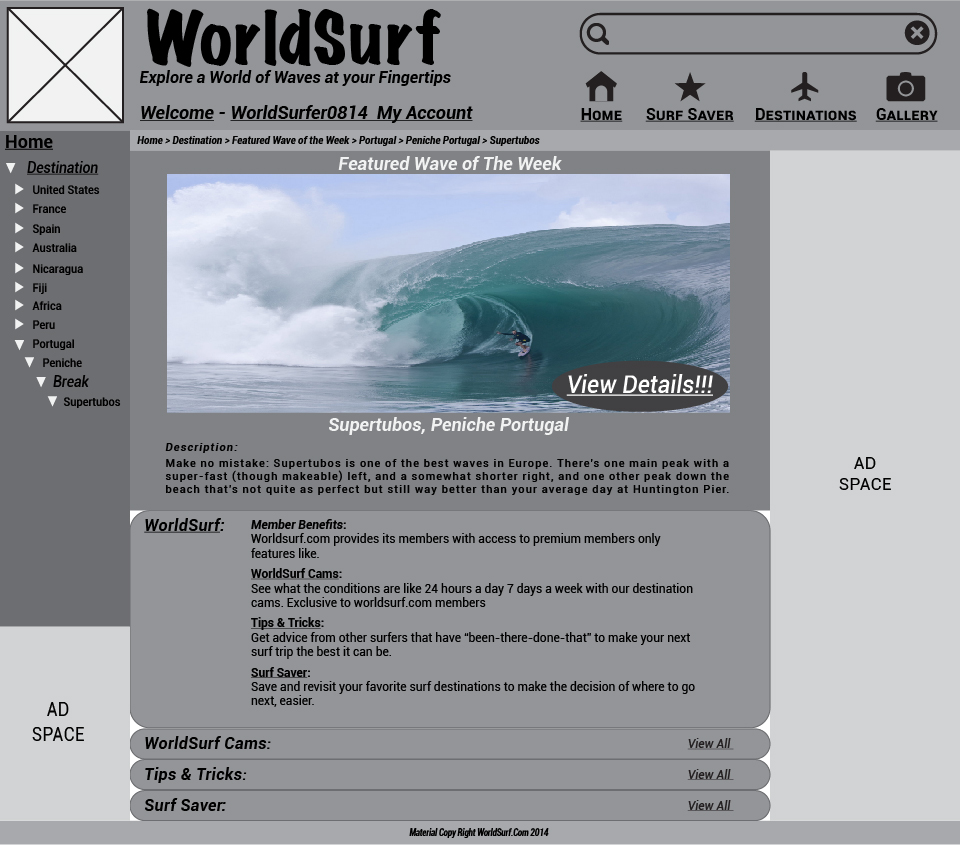 WorldSurf
Explore a World of Waves at your Fingertips
Welcome - WorldSurfer0814 My Account
Home
Surf Saver
Destinations
Gallery
Home > Destination > Featured Wave of the Week > Portugal > Peniche Portugal > Supertubos
Home
Destination
United States
France
Spain
Australia
Nicaragua
Fiji
Africa
Peru
Portugal
Peniche
Break
Supertubos
AD
SPACE
Featured Wave of The Week
View Details!!!
Supertubos, Peniche Portugal
Description:
Make no mistake: Supertubos is one of the best waves in Europe. There's one main peak with a
super-fast (though makeable) left, and a somewhat shorter right, and one other peak down the
beach that's not quite as perfect but still way better than your average day at Huntington Pier.
WorldSurf:
Member Benefits:
Worldsurf.com provides its members with access to premium members only
features like.
WorldSurf Cams:
See what the conditions are like 24 hours a day 7 days a week with our destination
cams. Exclusive to worldsurf.com members
Tips & Tricks:
Get advice from other surfers that have “been-there-done-that” to make your next
surf trip the best it can be.
Surf Saver:
Save and revisit your favorite surf destinations to make the decision of where to go
next, easier.
WorldSurf Cams:
View All
Tips & Tricks:
View All
Surf Saver:
View All
AD
SPACE
Material Copy Right WorldSurf.Com 2014